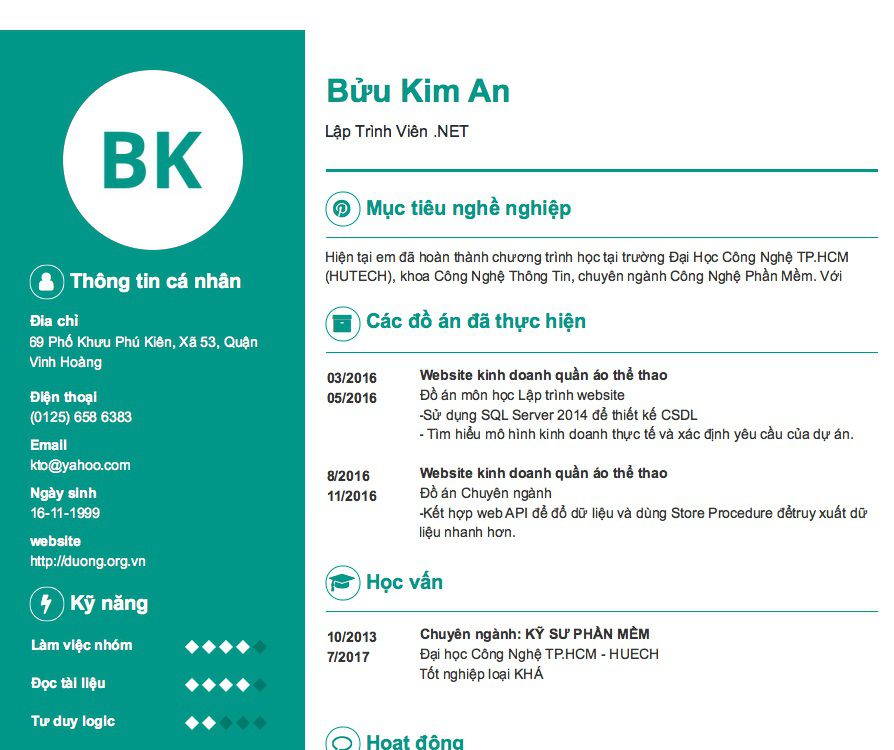 BK
Thông tin cá nhân
Đia chỉ
69 Phố Khưu Phú Kiên, Xã 53, Quận
Vinh Hoàng
Điện thoại
(0125) 658 6383
Email
kto@yahoo.com
Ngày sinh
16-11-1999
website
http://duong.org.vn
Kỹ năng
Làm việc nhóm
Đọc tài liệu
Tư duy logic
Bửu Kim An
Lập Trình Viên .NET
Mục tiêu nghề nghiệp
Hiện tại em đã hoàn thành chương trình học tại trường Đại Học Công Nghệ TP.HCM
(HUTECH), khoa Công Nghệ Thông Tin, chuyên ngành Công Nghệ Phần Mềm. Với
Các đồ án đã thực hiện
03/2016 Website kinh doanh quần áo thể thao
05/2016 Đồ án môn học Lập trình website
-Sử dụng SQL Server 2014 để thiết kế CSDL
- Tìm hiểu mô hình kinh doanh thực tế và xác định yêu cầu của dự án.
8/2016 Website kinh doanh quần áo thể thao
11/2016 Đồ án Chuyên ngành
-Kết hợp web API để đổ dữ liệu và dùng Store Procedure đểtruy xuất dữ
liệu nhanh hơn.
Học vấn
10/2013 Chuyên ngành: KỸ SƯ PHẦN MỀM
7/2017 Đại học Công Nghệ TP.HCM - HUECH
Tốt nghiệp loại KHÁ
Hoạt động